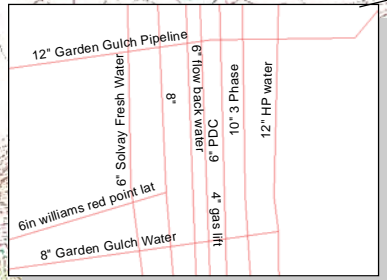 12" Garden Gulch Pipeline
6" Solvay Fresh Water
8"
6" flow back water
6" PDC
4" gas lift
10" 3 Phase
12" HP water
6in williams red point lat
8" Garden Gulch Water